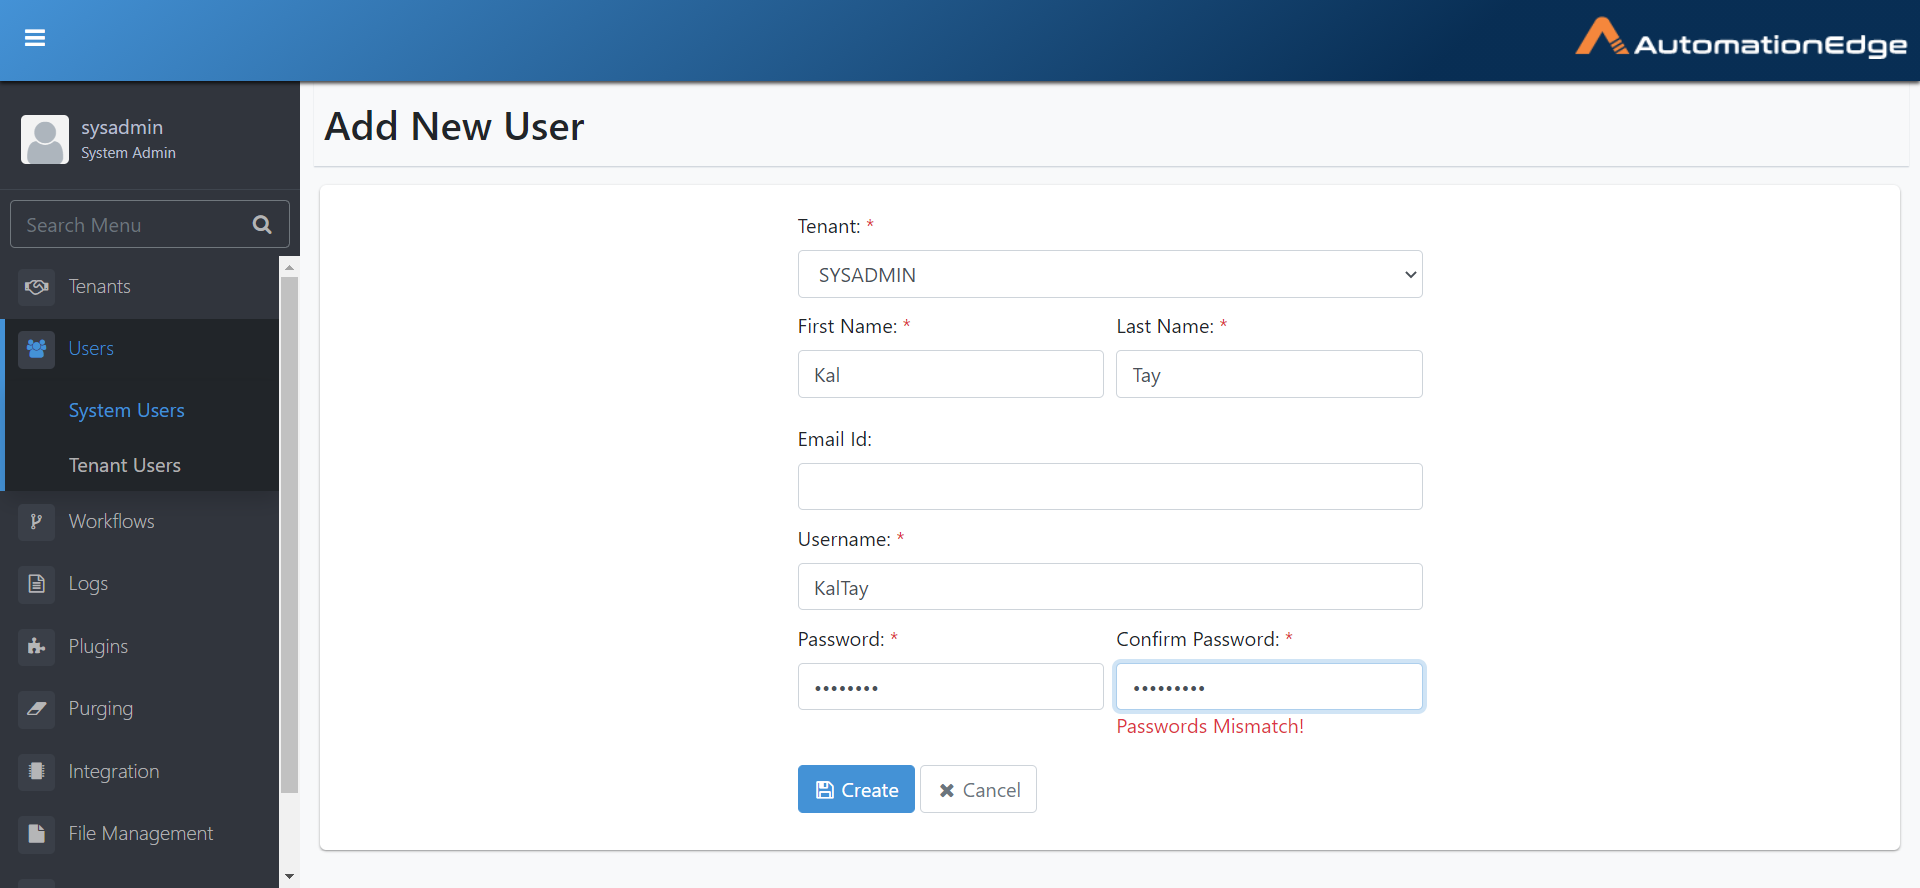 AutomationEdge
sysadmin
System Admin
Search Menu
Tenants
Users
System Users
Tenant Users
Workflows
Logs
Plugins
Purging
Integration
File Management
Add New User
Tenant: *
SYSADMIN
First Name: * Last Name: *
Kal Tay
Email Id:
Username: *
KalTay
Password: * Confirm Password: *
•••••••• •••••••••
Passwords Mismatch!
Create Cancel